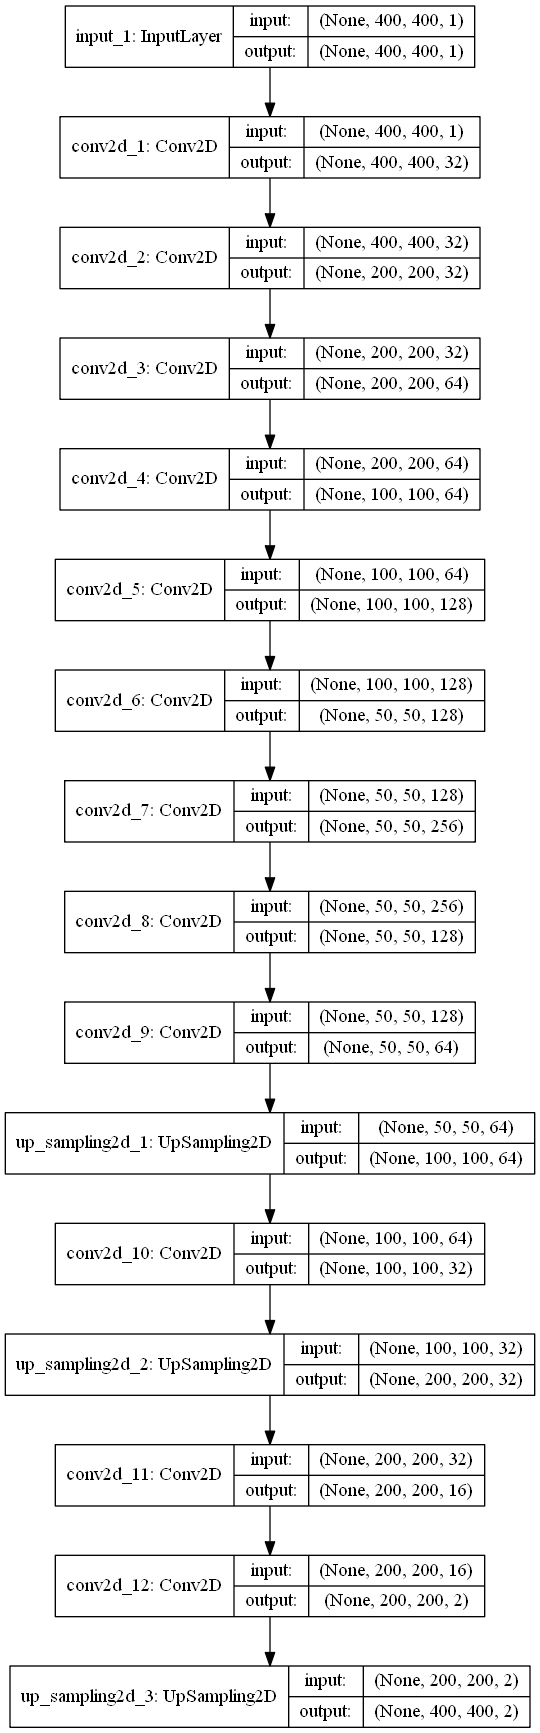 input_1: InputLayer
input: (None, 400, 400, 1)
output: (None, 400, 400, 1)
conv2d_1: Conv2D
input: (None, 400, 400, 1)
output: (None, 400, 400, 32)
conv2d_2: Conv2D
input: (None, 400, 400, 32)
output: (None, 200, 200, 32)
conv2d_3: Conv2D
input: (None, 200, 200, 32)
output: (None, 200, 200, 64)
conv2d_4: Conv2D
input: (None, 200, 200, 64)
output: (None, 100, 100, 64)
conv2d_5: Conv2D
input: (None, 100, 100, 64)
output: (None, 100, 100, 128)
conv2d_6: Conv2D
input: (None, 100, 100, 128)
output: (None, 50, 50, 128)
conv2d_7: Conv2D
input: (None, 50, 50, 128)
output: (None, 50, 50, 256)
conv2d_8: Conv2D
input: (None, 50, 50, 256)
output: (None, 50, 50, 128)
conv2d_9: Conv2D
input: (None, 50, 50, 128)
output: (None, 50, 50, 64)
up_sampling2d_1: UpSampling2D
input: (None, 50, 50, 64)
output: (None, 100, 100, 64)
conv2d_10: Conv2D
input: (None, 100, 100, 64)
output: (None, 100, 100, 32)
up_sampling2d_2: UpSampling2D
input: (None, 100, 100, 32)
output: (None, 200, 200, 32)
conv2d_11: Conv2D
input: (None, 200, 200, 32)
output: (None, 200, 200, 16)
conv2d_12: Conv2D
input: (None, 200, 200, 16)
output: (None, 200, 200, 2)
up_sampling2d_3: UpSampling2D
input: (None, 200, 200, 2)
output: (None, 400, 400, 2)